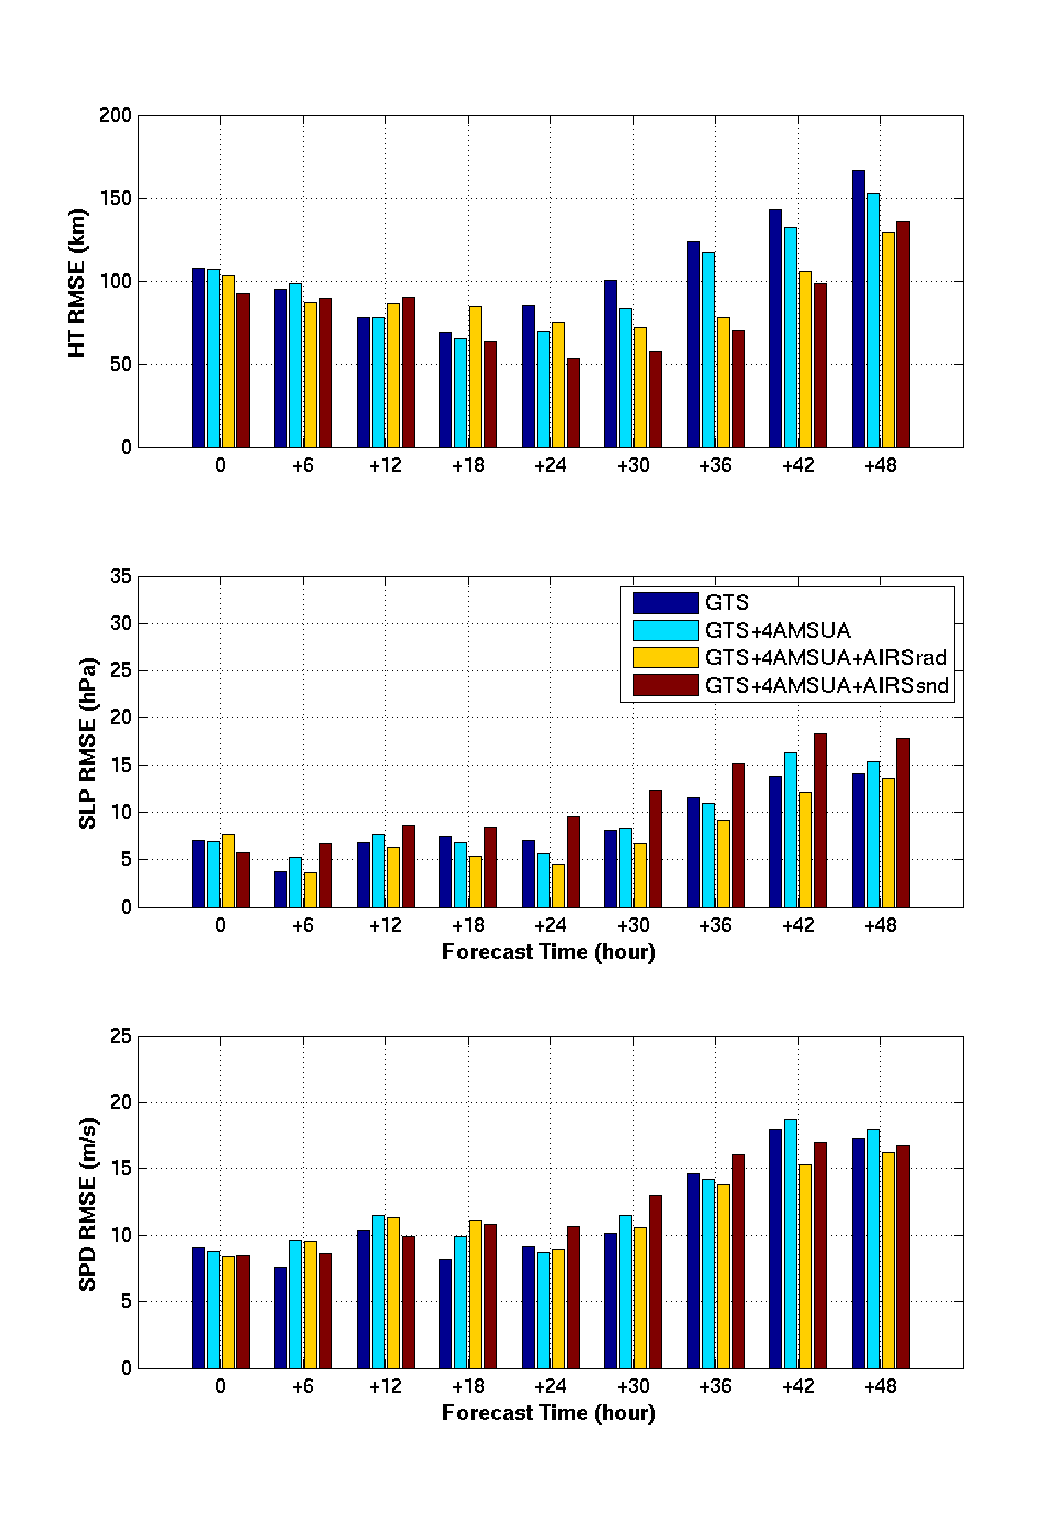 200
150
100
50
0
HT RMSE (km)
0 +6 +12 +18 +24 +30 +36 +42 +48
35
30
25
20
15
10
5
0
SLP RMSE (hPa)
GTS
GTS+4AMSUA
GTS+4AMSUA+AIRSrad
GTS+4AMSUA+AIRSsnd
0 +6 +12 +18 +24 +30 +36 +42 +48
Forecast Time (hour)
25
20
15
10
5
0
SPD RMSE (m/s)
0 +6 +12 +18 +24 +30 +36 +42 +48
Forecast Time (hour)